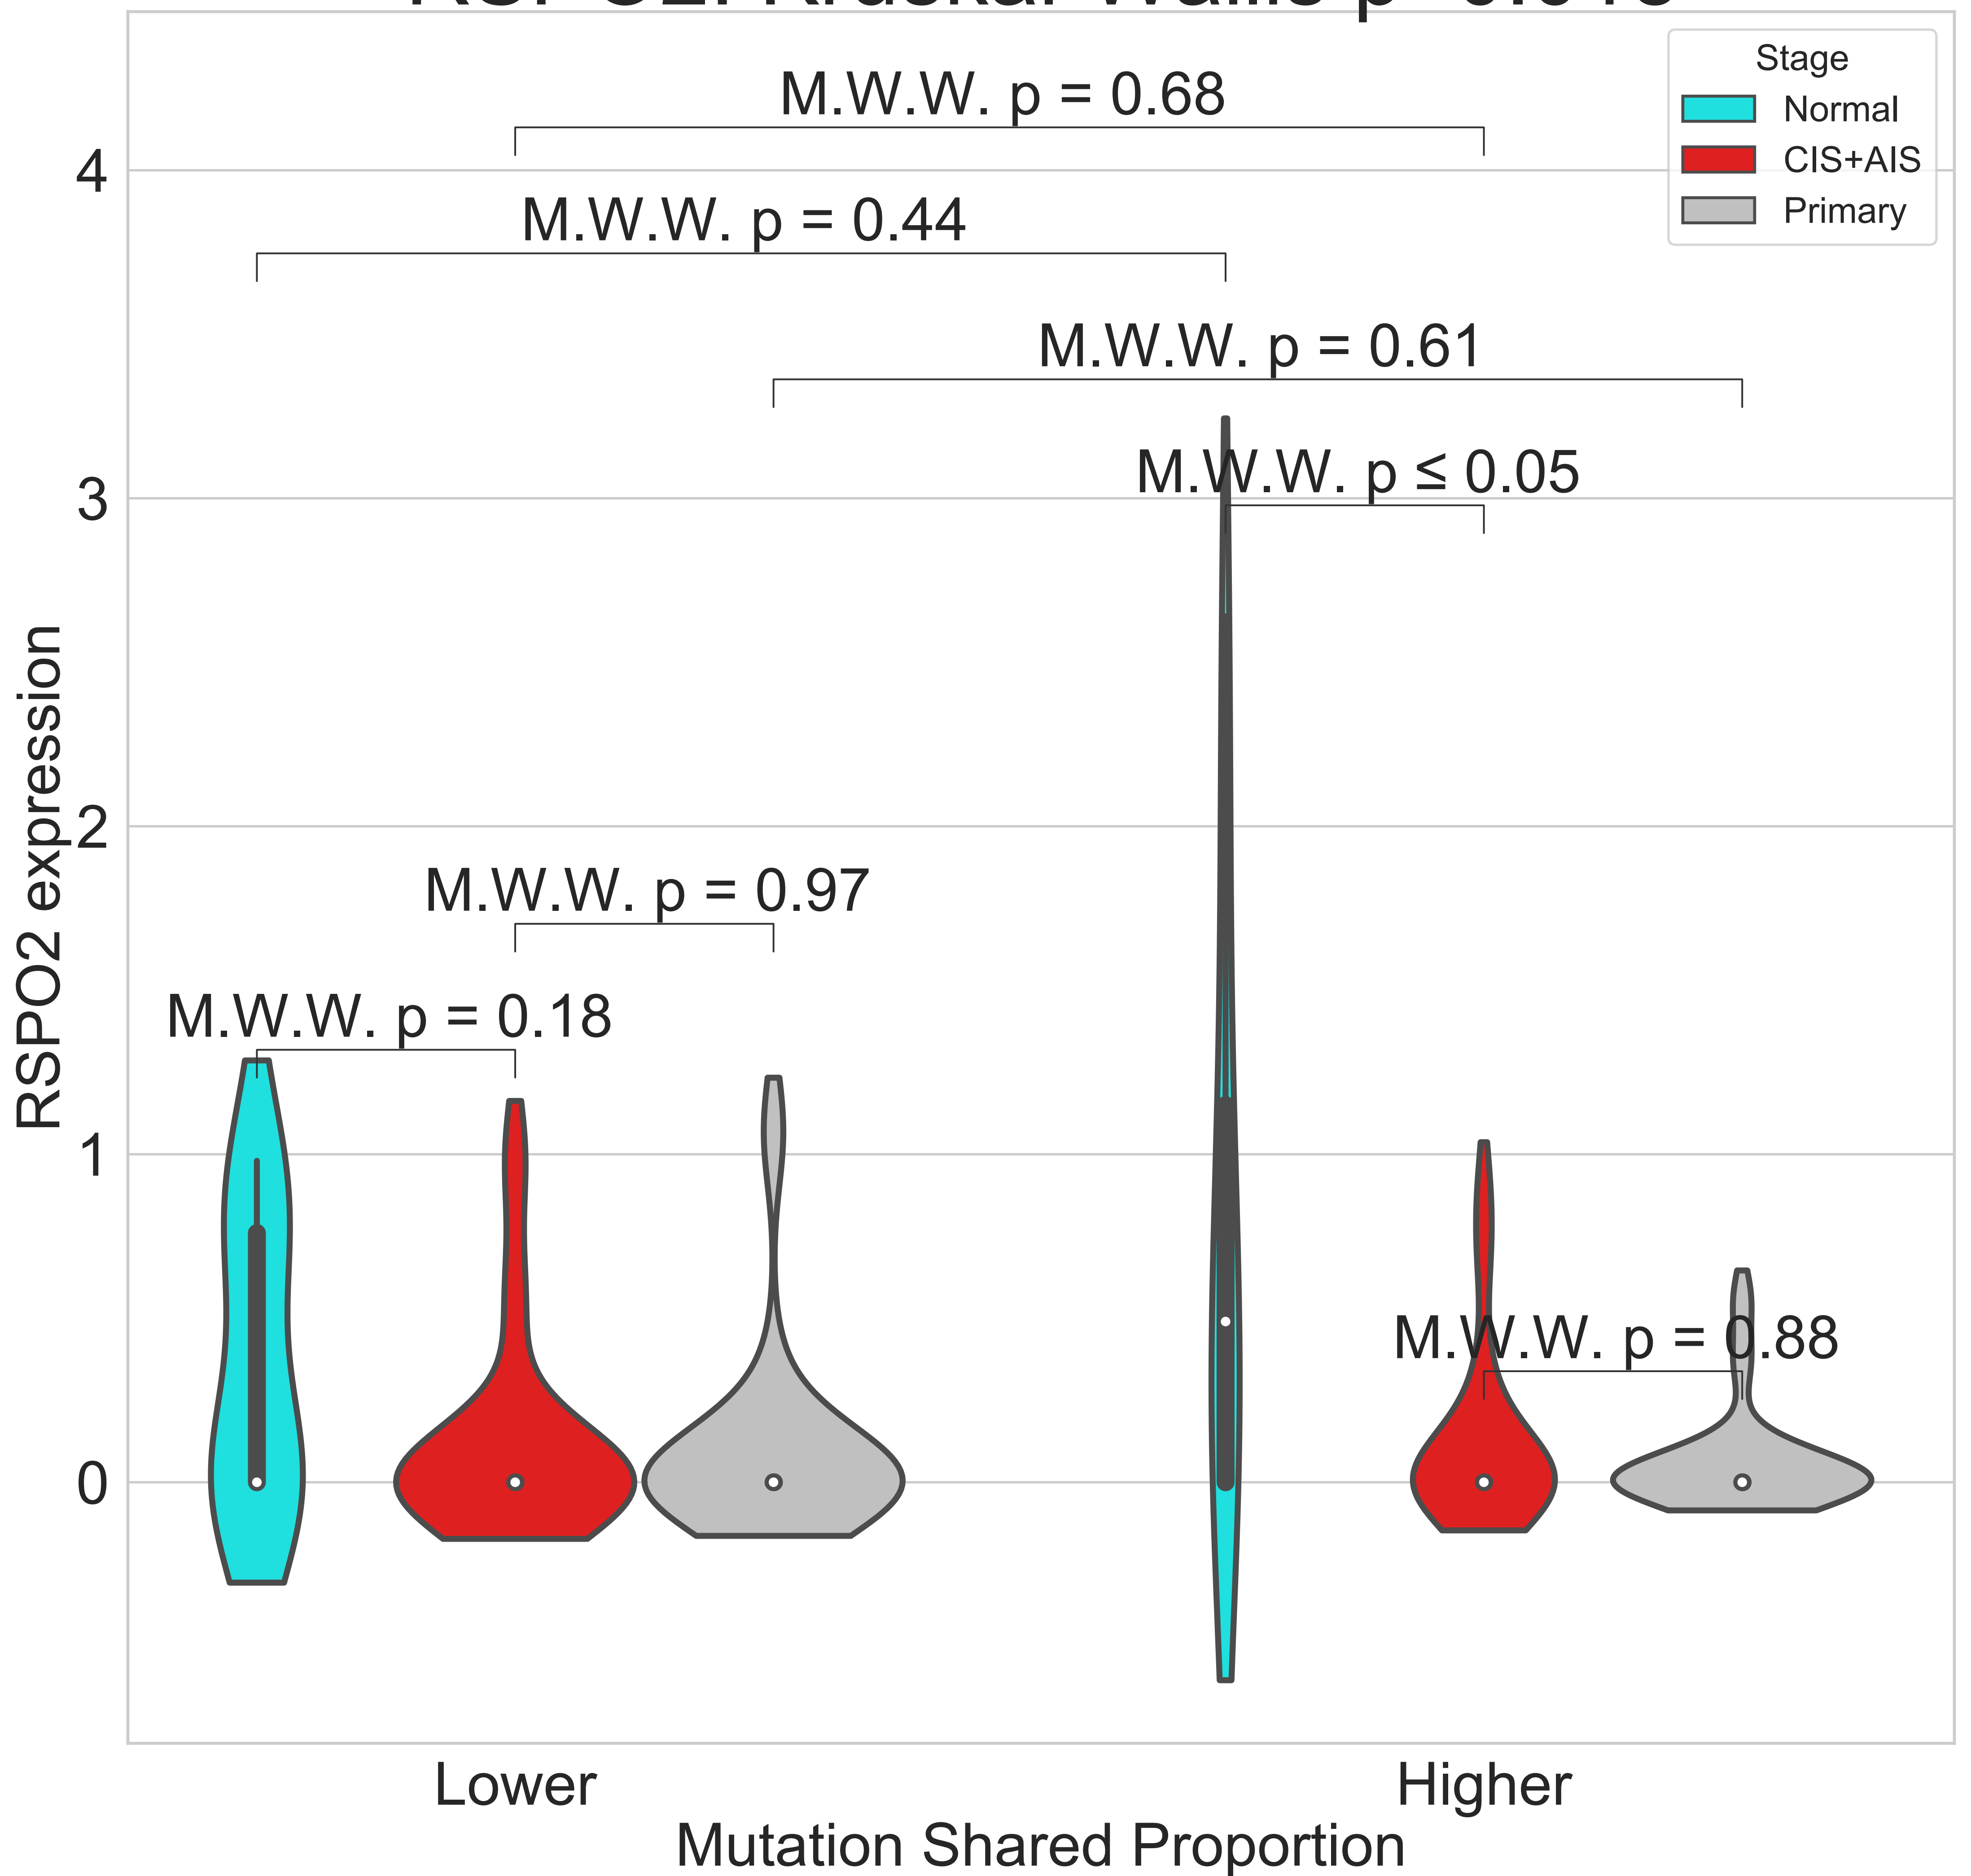 Stage
Normal
CIS+AIS
Primary
M.W.W. p = 0.68
M.W.W. p = 0.44
M.W.W. p = 0.61
M.W.W. p ≤ 0.05
M.W.W. p = 0.97
M.W.W. p = 0.18
M.W.W. p = 0.88
4
3
2
1
0
RSPO2 expression
Lower
Higher
Mutation Shared Proportion